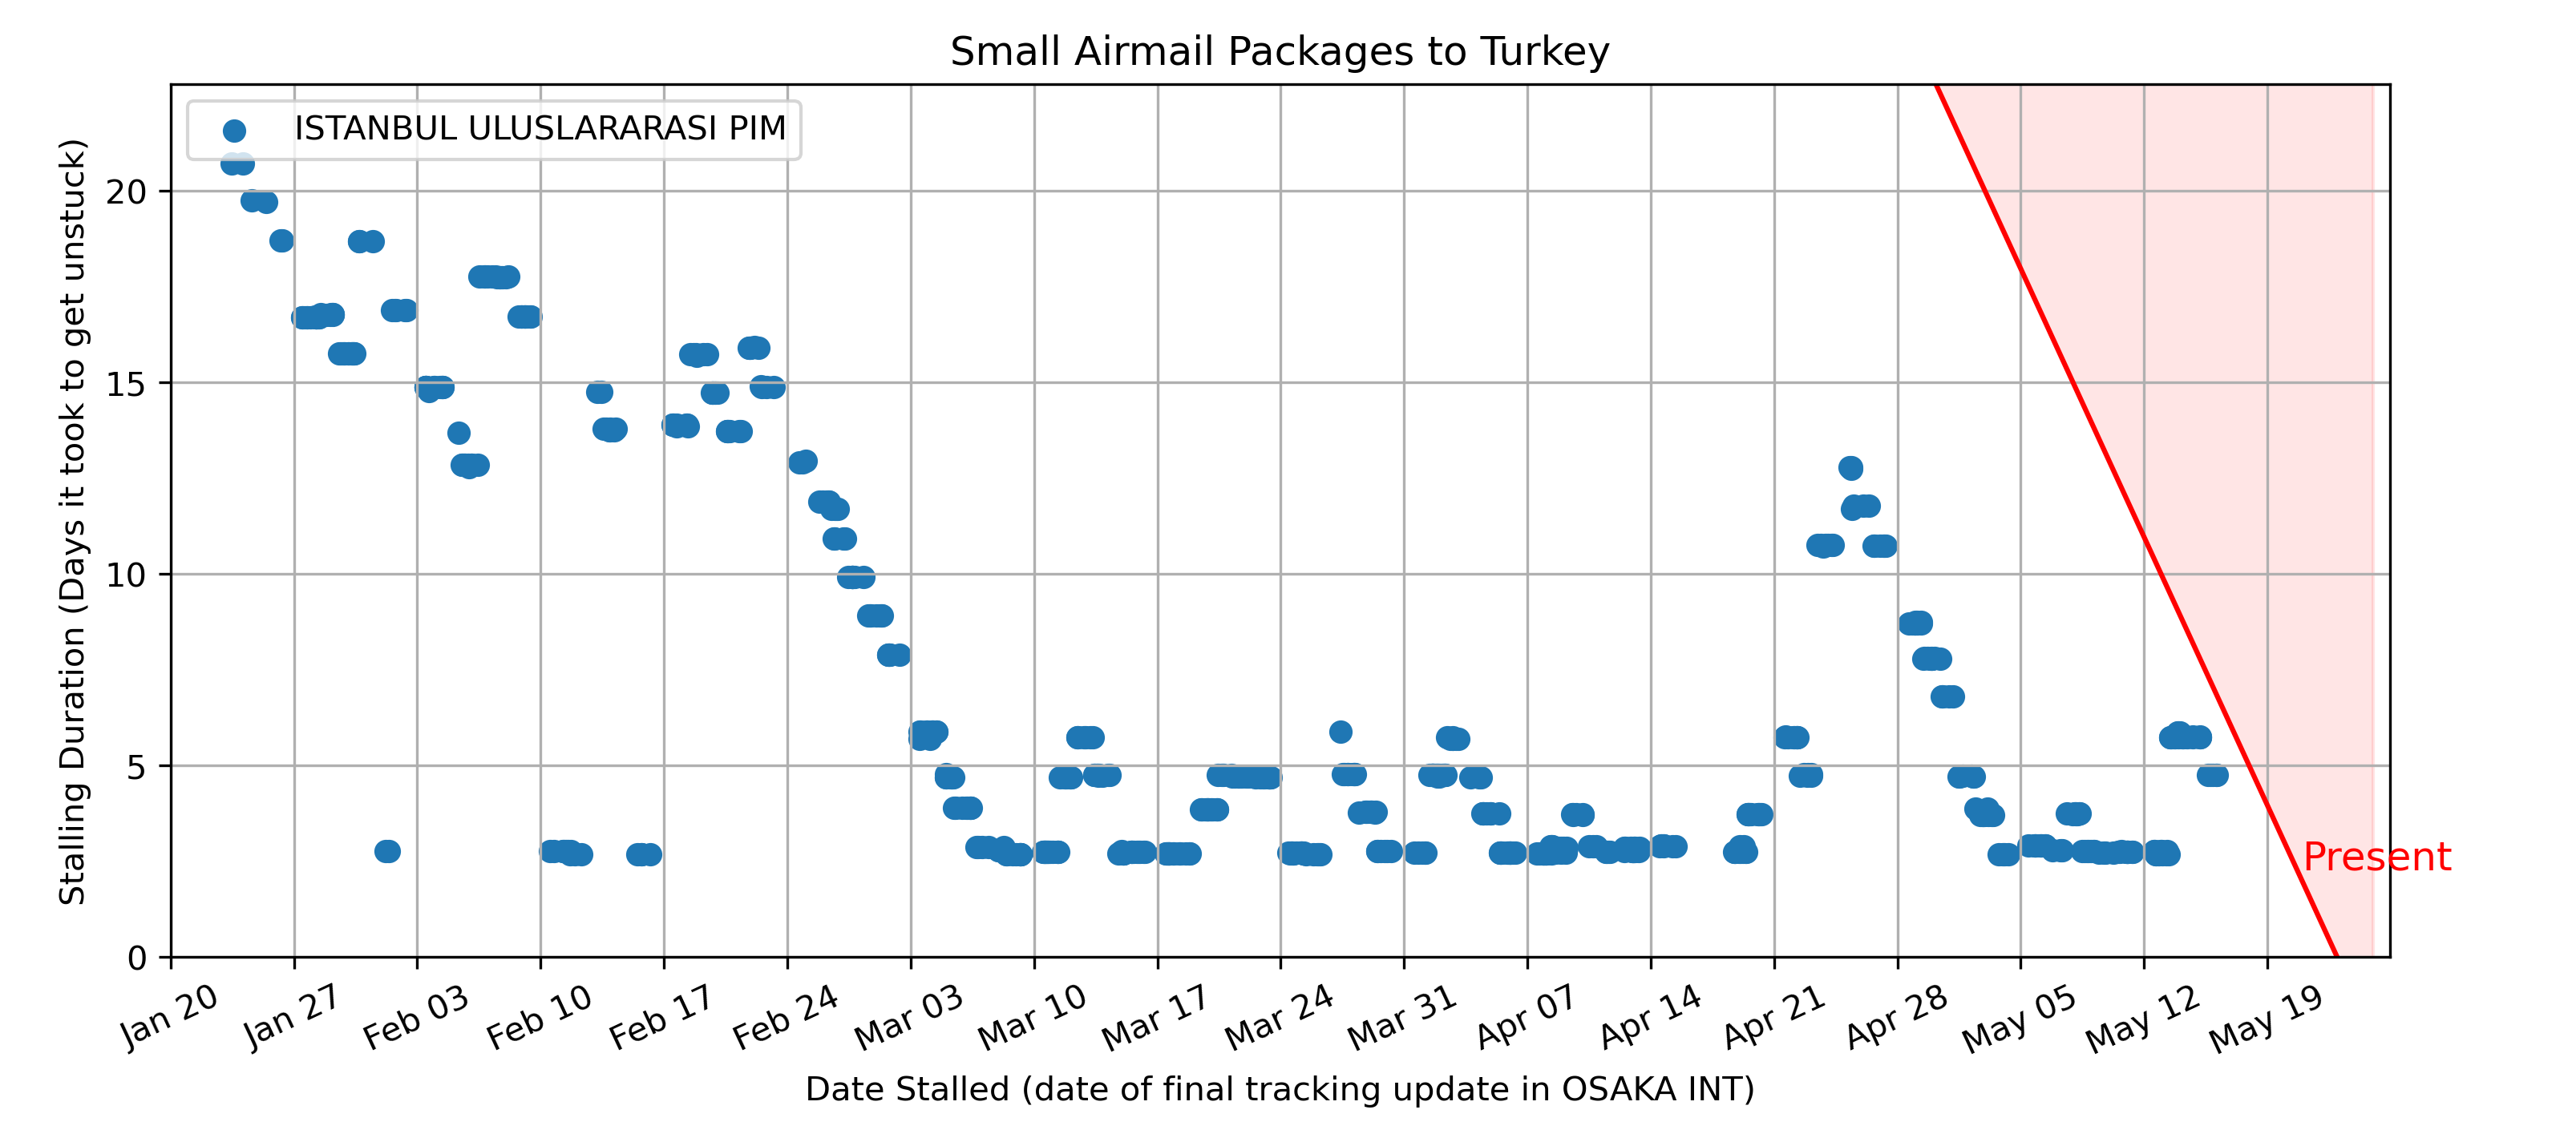 Small Airmail Packages to Turkey
ISTANBUL ULUSLARARASI PIM
Stalling Duration (Days it took to get unstuck)
20
15
10
5
0
Present
Jan 20
Jan 27
Feb 03
Feb 10
Feb 17
Feb 24
Mar 03
Mar 10
Mar 17
Mar 24
Mar 31
Apr 07
Apr 14
Apr 21
Apr 28
May 05
May 12
May 19
Date Stalled (date of final tracking update in OSAKA INT)